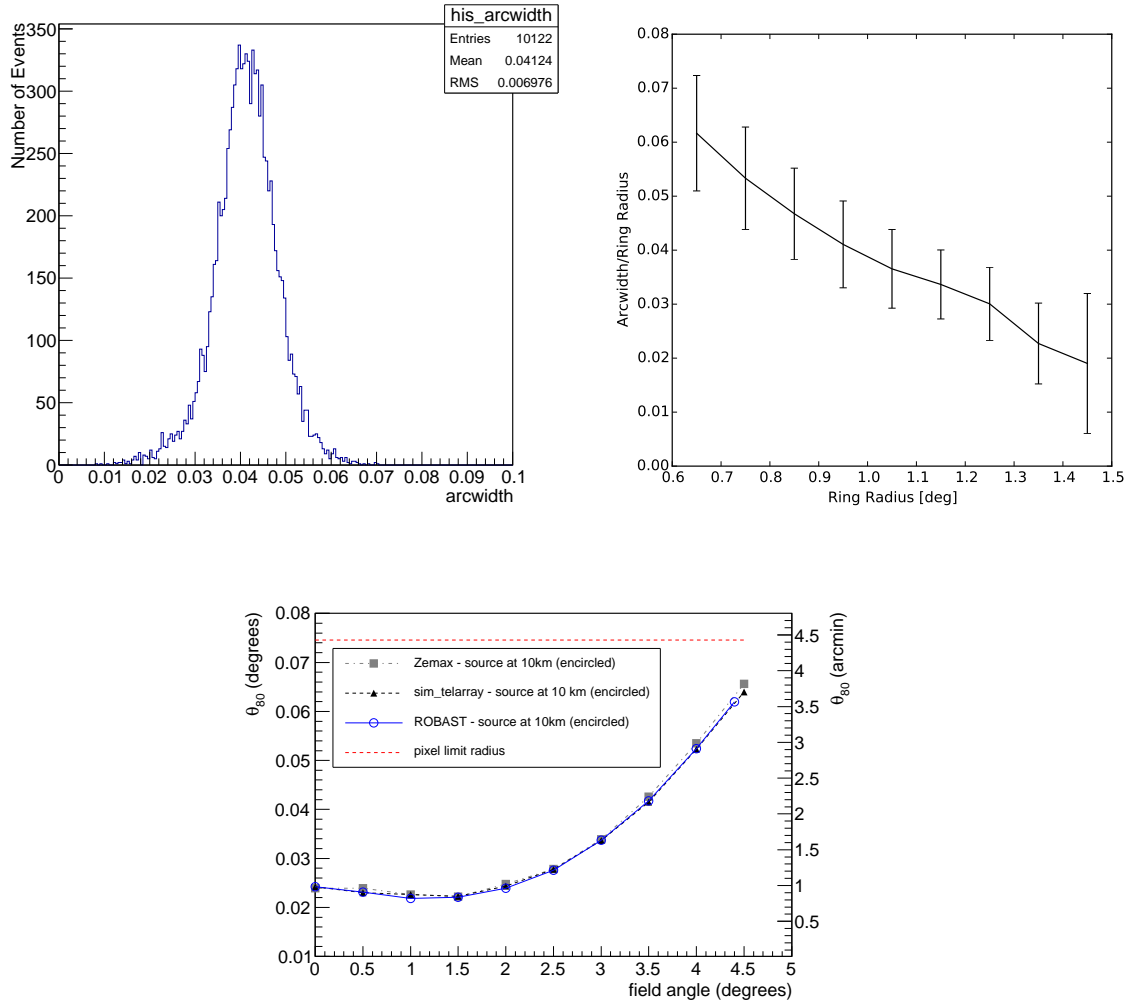 his_arcwidth
Entries 10122
Mean 0.04124
RMS 0.006976
Number of Events
350
300
250
200
150
100
50
0
0 0.01 0.02 0.03 0.04 0.05 0.06 0.07 0.08 0.09 0.1
arcwidth
Arcwidth/Ring Radius
0.08
0.07
0.06
0.05
0.04
0.03
0.02
0.01
0.00
0.6 0.7 0.8 0.9 1.0 1.1 1.2 1.3 1.4 1.5
Ring Radius [deg]
θ80 (degrees)
0.08
0.07
0.06
0.05
0.04
0.03
0.02
0.01
Zemax - source at 10km (encircled)
sim_telarray - source at 10 km (encircled)
ROBAST - source at 10km (encircled)
pixel limit radius
θ80 (arcmin)
4.5
4
3.5
3
2.5
2
1.5
1
0.5
0 0.5 1 1.5 2 2.5 3 3.5 4 4.5 5
field angle (degrees)